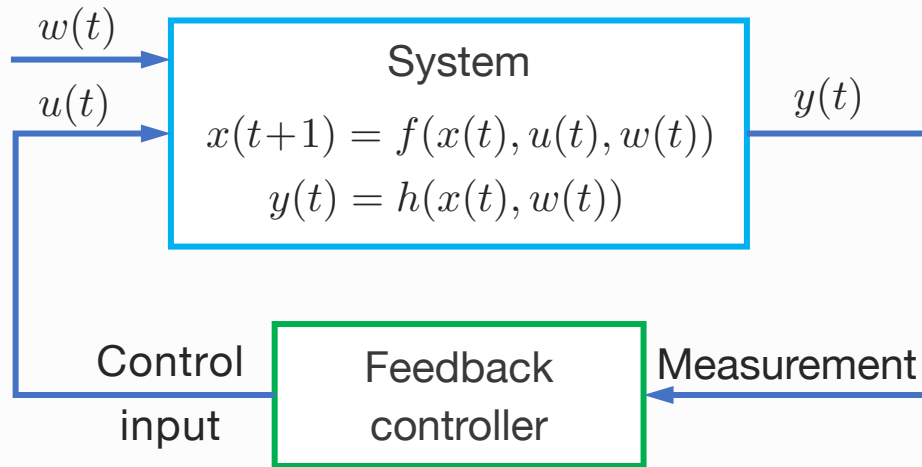 w(t)
System
u(t)
y(t)
x(t+1) = f(x(t), u(t), w(t))
y(t) = h(x(t), w(t))
Control
input
Feedback
controller
Measurement